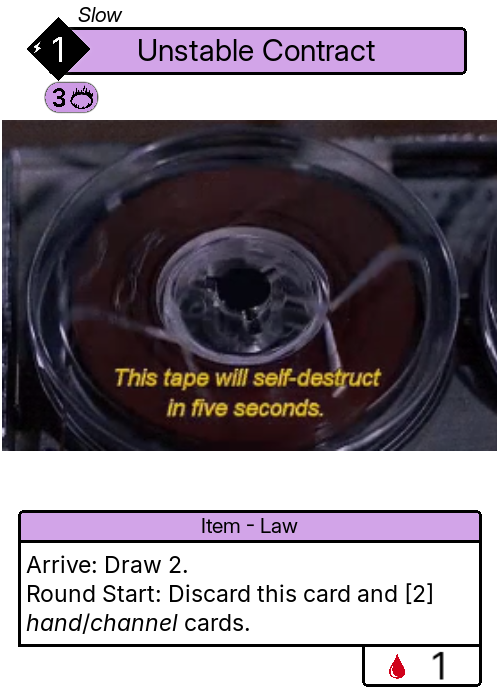 Slow
1
Unstable Contract
3
This tape will self-destruct
in five seconds.
Item - Law
Arrive: Draw 2.
Round Start: Discard this card and [2]
hand/channel cards.
1